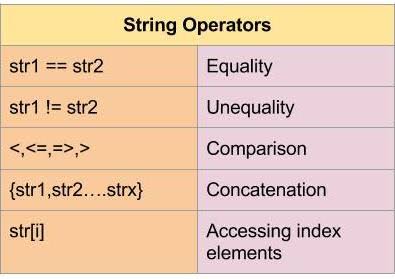 String Operators
str1 == str2 Equality
str1 != str2 Unequality
<,<=,=>,> Comparison
{str1,str2....strx} Concatenation
str[i] Accessing index
elements